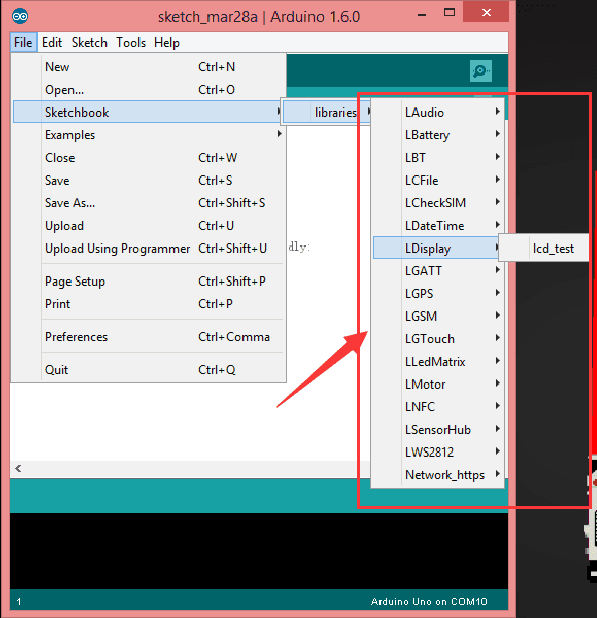 sketch_mar28a | Arduino 1.6.0
File Edit Sketch Tools Help
New Ctrl+N
Open... Ctrl+O
Sketchbook
Examples
Close Ctrl+W
Save Ctrl+S
Save As... Ctrl+Shift+S
Upload Ctrl+U
Upload Using Programmer Ctrl+Shift+U
Page Setup Ctrl+Shift+P
Print Ctrl+P
Preferences Ctrl+Comma
Quit Ctrl+Q
libraries
LAudio
LBattery
LBT
LCFile
LCheckSIM
LDateTime
LDisplay
LGATT
LGPS
LGSM
LGTouch
LLedMatrix
LMotor
LNFC
LSensorHub
LWS2812
Network_https
lcd_test
dly:
1
Arduino Uno on COM10